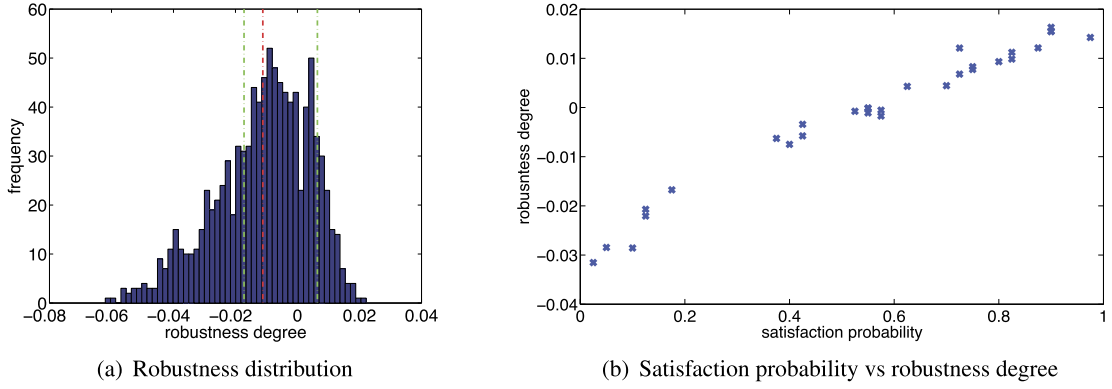 60
50
40
30
20
10
0
frequency
−0.08 −0.06 −0.04 −0.02 0 0.02 0.04
robustness degree
(a) Robustness distribution
0.02
0.01
0
−0.01
−0.02
−0.03
−0.04
robusntess degree
0 0.2 0.4 0.6 0.8 1
satisfaction probability
(b) Satisfaction probability vs robustness degree